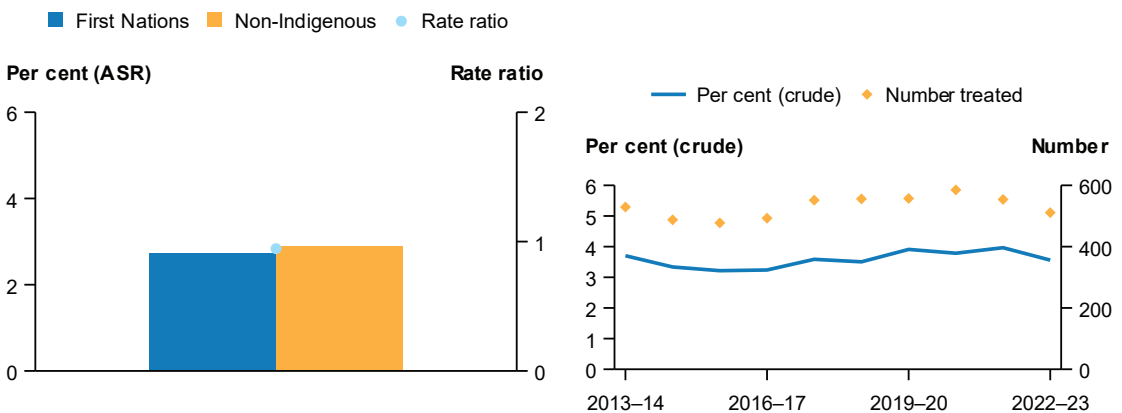 First Nations Non-Indigenous Rate ratio
Per cent (ASR) Rate ratio
6 2
4
1
2
0 0
Per cent (crude) Number treated
Per cent (crude) Number
6 600
5
4 400
3
2 200
1
0 0
2013–14 2016–17 2019–20 2022–23